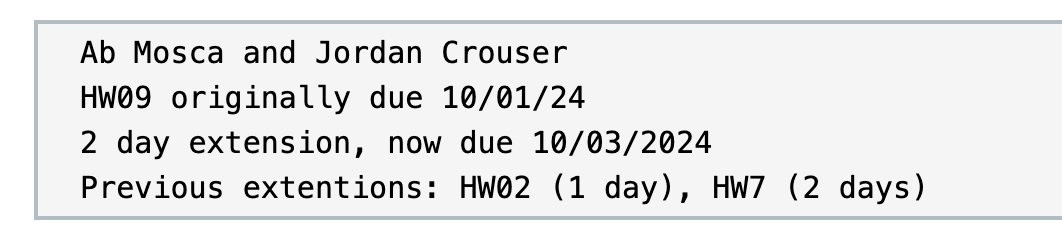 Ab Mosca and Jordan Crouser
HW09 originally due 10/01/24
2 day extension, now due 10/03/2024
Previous extentions: HW02 (1 day), HW7 (2 days)